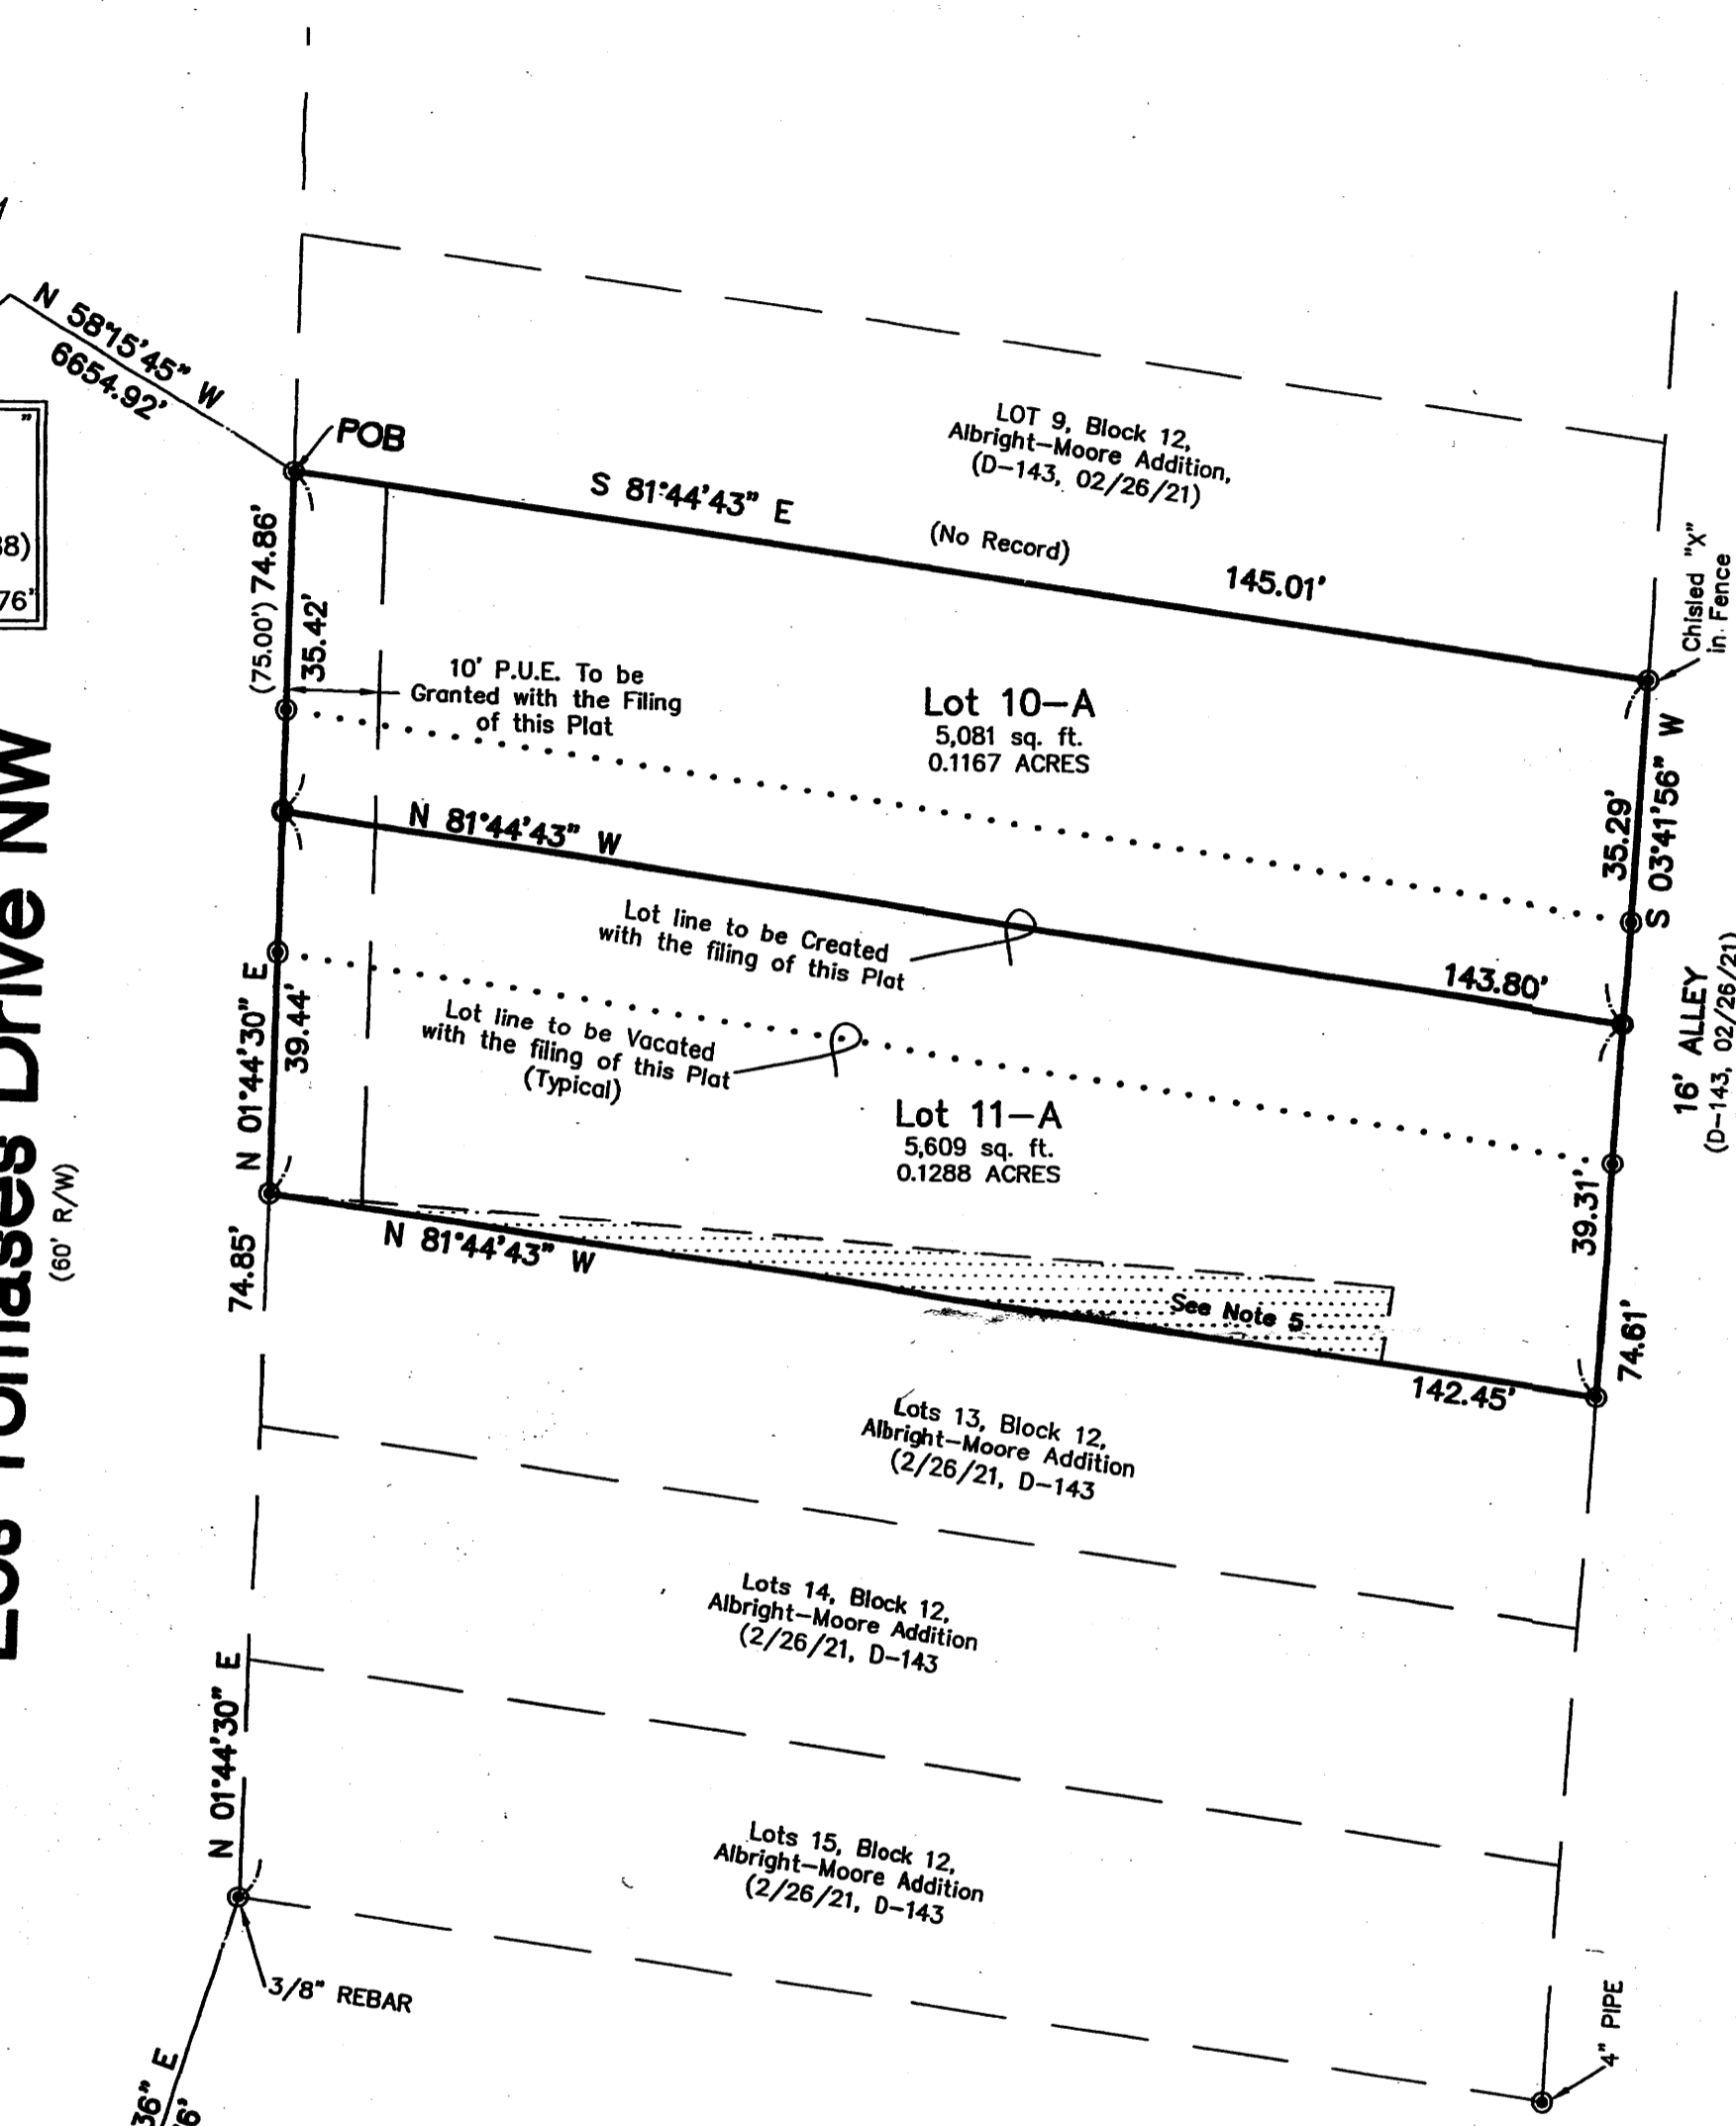 N 58°15'45" W
6654.92'
"
38)
76'
POB
S 81°44'43" E
(No Record)
145.01'
LOT 9, Block 12,
Albright-Moore Addition,
(D-143, 02/26/21)
Chisled "X"
in Fence
(75.00') 74.86'
35.42'
10' P.U.E. To be
Granted with the Filing
of this Plat
Lot 10-A
5,081 sq. ft.
0.1167 ACRES
35.29'
S 03°41'56" W
N 81°44'43" W
143.80'
Lot line to be Created
with the filing of this Plat
16' ALLEY
(D-143, 02/26/21)
N 01°44'30" E
39.44'
Lot line to be Vacated
with the filing of this Plat
(Typical)
Lot 11-A
5,609 sq. ft.
0.1288 ACRES
39.31'
Drive NW
(60' R/W)
74.85'
N 81°44'43" W
See Note 5
142.45'
74.61'
Lots 13, Block 12,
Albright-Moore Addition
(2/26/21, D-143
Lots 14, Block 12,
Albright-Moore Addition
(2/26/21, D-143
N 01°44'30" E
Lots 15, Block 12,
Albright-Moore Addition
(2/26/21, D-143
3/8" REBAR
4" PIPE
36" E
6'